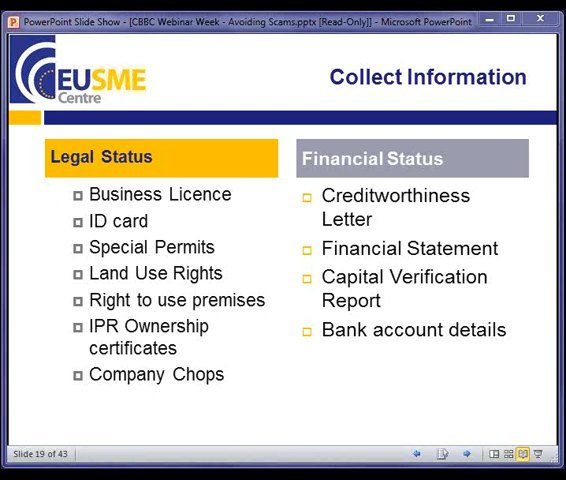 PowerPoint Slide Show - [CBBC Webinar Week - Avoiding Scams.pptx [Read-Only]] - Microsoft PowerPoint
EUSME
Centre
Collect Information
Legal Status
Business Licence
ID card
Special Permits
Land Use Rights
Right to use premises
IPR Ownership
certificates
Company Chops
Financial Status
Creditworthiness
Letter
Financial Statement
Capital Verification
Report
Bank account details
Slide 19 of 43